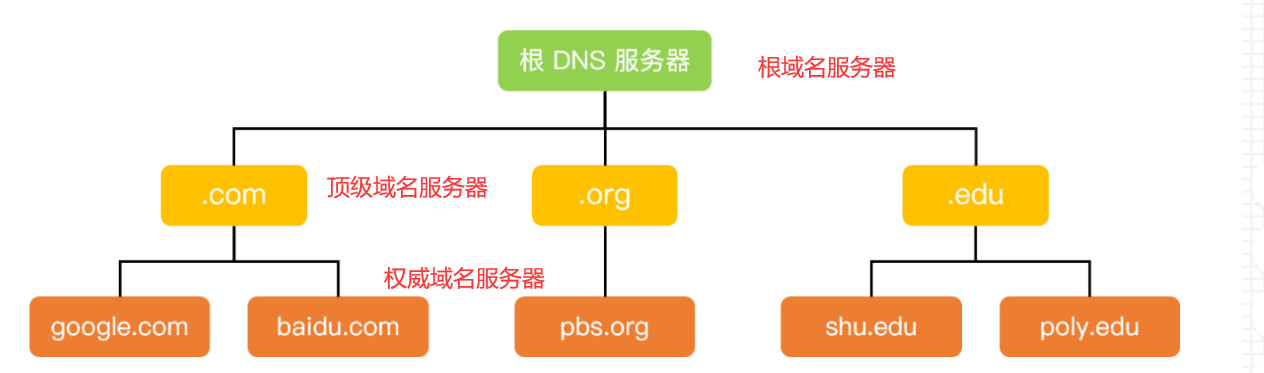 根 DNS 服务器
根域名服务器
.com
顶级域名服务器
.org
.edu
权威域名服务器
google.com
baidu.com
pbs.org
shu.edu
poly.edu